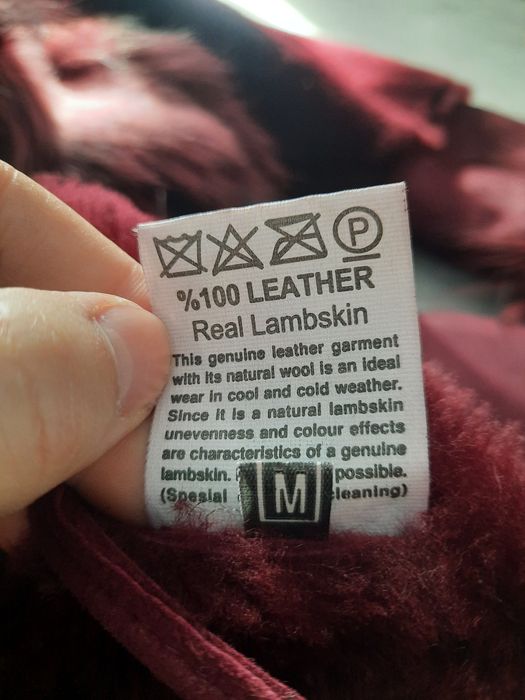 P
%100 LEATHER
Real Lambskin
This genuine leather garment
with its natural wool is an ideal
wear in cool and cold weather.
Since it is a natural lambskin
unevenness and colour effects
are characteristics of a genuine
lambskin. possible.
(Spesial leaning)
M